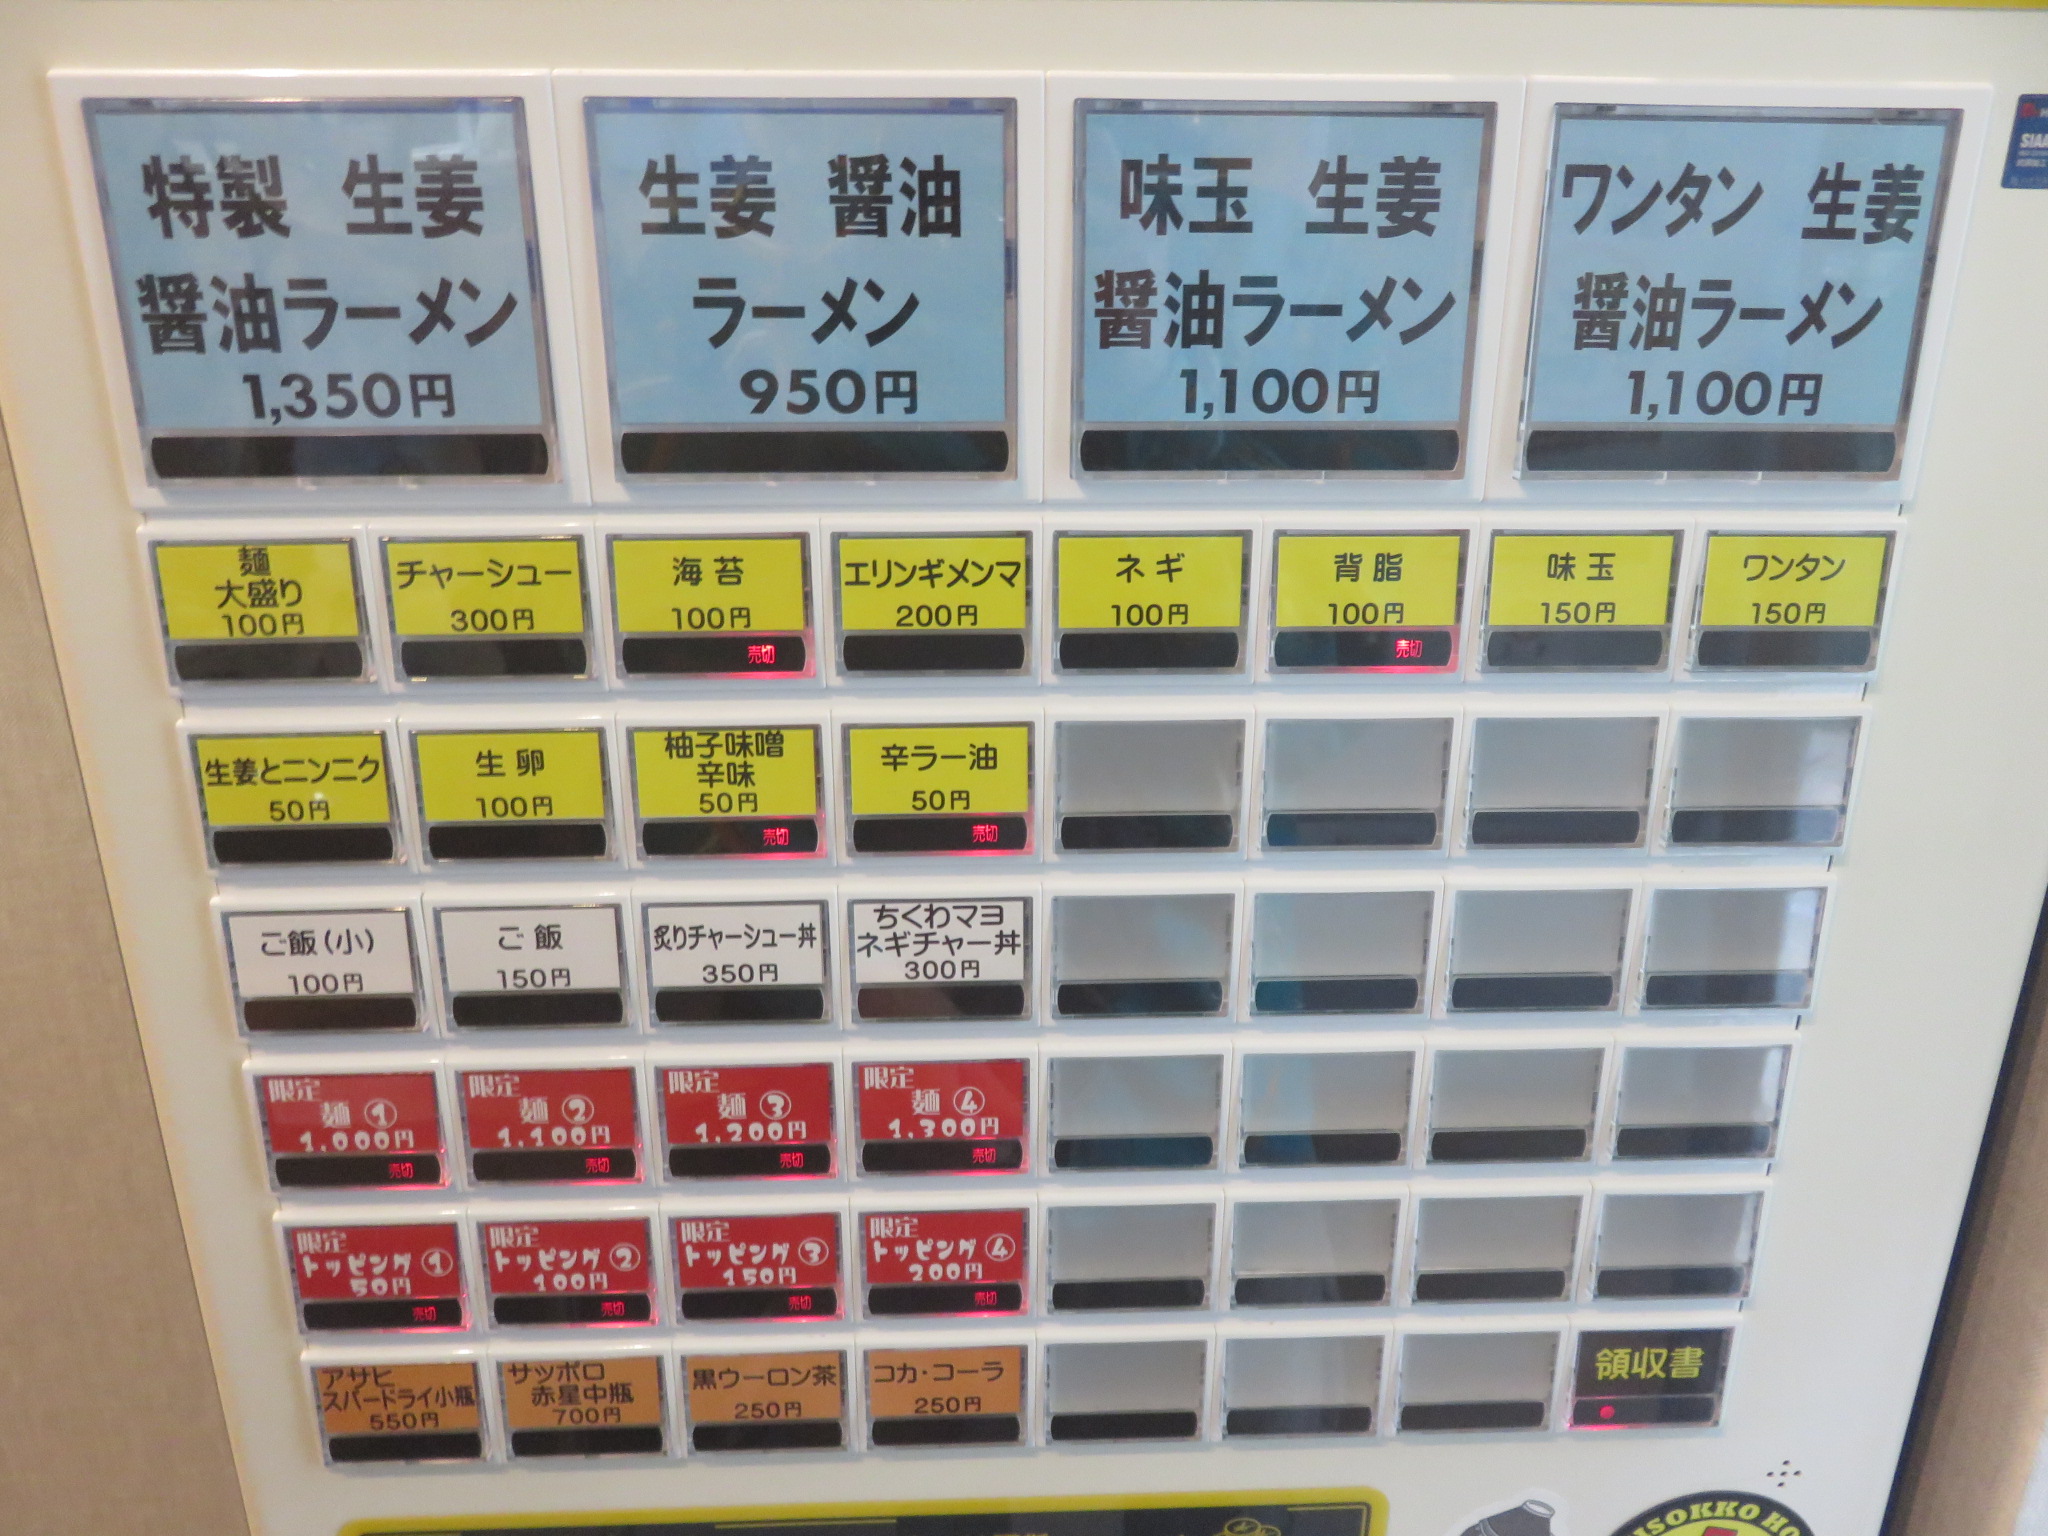 特製 生姜
醤油ラーメン
1,350円
生姜 醤油
ラーメン
950円
味玉 生姜
醤油ラーメン
1,100円
ワンタン 生姜
醤油ラーメン
1,100円
SIAA
麺
大盛り
100円
チャーシュー
300円
海苔
100円
売切
エリンギメンマ
200円
ネギ
100円
背脂
100円
売切
味玉
150円
ワンタン
150円
生姜とニンニク
50円
生卵
100円
柚子味噌
辛味
50円
売切
辛ラー油
50円
売切
ご飯(小)
100円
ご飯
150円
炙りチャーシュー丼
350円
ちくわマヨ
ネギチャー丼
300円
限定
麺①
1,000円
売切
限定
麺②
1,100円
売切
限定
麺③
1,200円
売切
限定
麺④
1,300円
売切
限定
トッピング①
50円
売切
限定
トッピング②
100円
売切
限定
トッピング③
150円
売切
限定
トッピング④
200円
売切
アサヒ
スパードライ小瓶
550円
サッポロ
赤星中瓶
700円
黒ウーロン茶
250円
コカ・コーラ
250円
領収書
ISOKKO HO